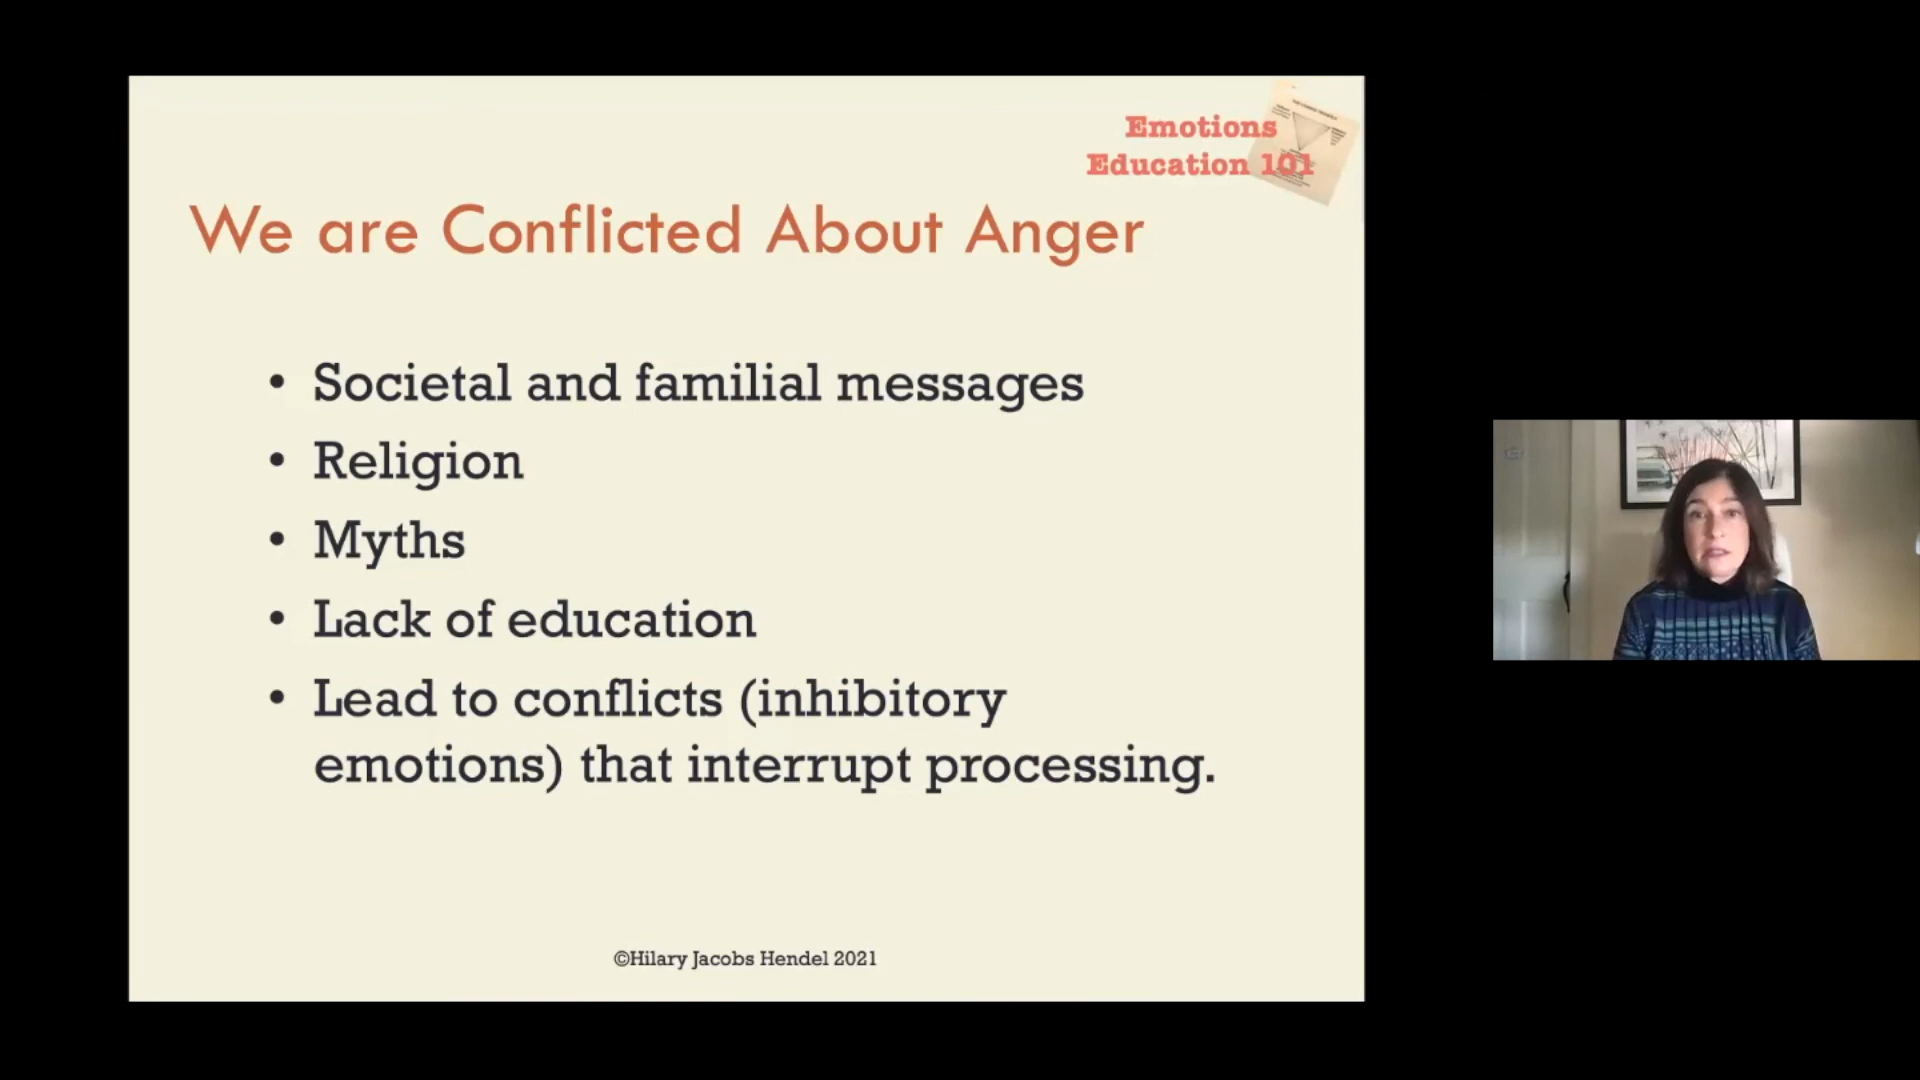 Emotions
Education 101
We are Conflicted About Anger
• Societal and familial messages
• Religion
• Myths
• Lack of education
• Lead to conflicts (inhibitory
emotions) that interrupt processing.
©Hilary Jacobs Hendel 2021